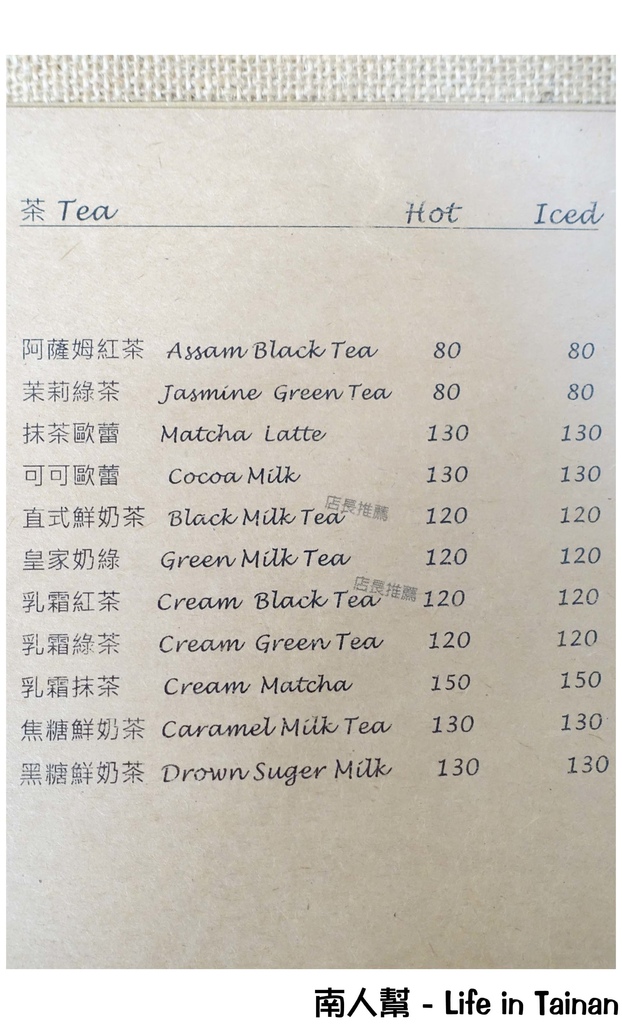 茶 Tea Hot Iced
阿薩姆紅茶 Assam Black Tea 80 80
茉莉綠茶 Jasmine Green Tea 80 80
抹茶歐蕾 Matcha Latte 130 130
可可歐蕾 Cocoa Milk 130 130
店長推薦
直式鮮奶茶 Black Milk Tea 120 120
皇家奶綠 Green Milk Tea 120 120
店長推薦
乳霜紅茶 Cream Black Tea 120 120
乳霜綠茶 Cream Green Tea 120 120
乳霜抹茶 Cream Matcha 150 150
焦糖鮮奶茶 Caramel Milk Tea 130 130
黑糖鮮奶茶 Drown Suger Milk 130 130
南人幫 - Life in Tainan